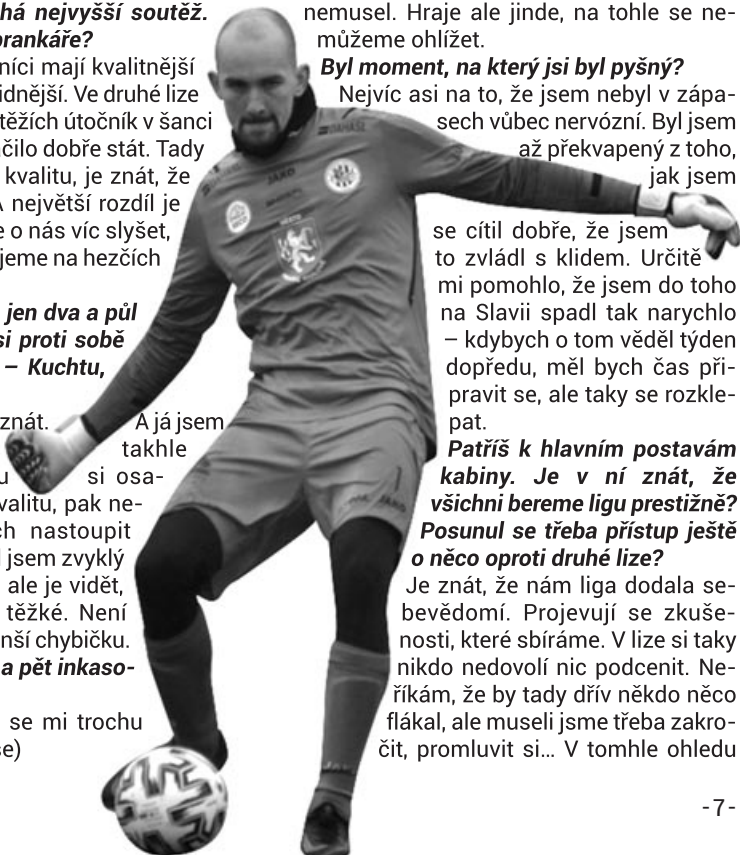 há nejvyšší soutěž.
brankáře?
níci mají kvalitnější
idnější. Ve druhé lize
těžích útočník v šanci
čilo dobře stát. Tady
kvalitu, je znát, že
A největší rozdíl je
e o nás víc slyšet,
jeme na hezčích
jen dva a půl
si proti sobě
– Kuchtu,
znát. A já jsem
takhle
u si osa-
valitu, pak ne-
ch nastoupit
l jsem zvyklý
ale je vidět,
těžké. Není
nší chybičku.
a pět inkaso-
se mi trochu
se)
nemusel. Hraje ale jinde, na tohle se ne-
můžeme ohlížet.
Byl moment, na který jsi byl pyšný?
Nejvíc asi na to, že jsem nebyl v zápa-
sech vůbec nervózní. Byl jsem
až překvapený z toho,
jak jsem
se cítil dobře, že jsem
to zvládl s klidem. Určitě
mi pomohlo, že jsem do toho
na Slavii spadl tak narychlo
– kdybych o tom věděl týden
dopředu, měl bych čas při-
pravit se, ale taky se rozkle-
pat.
Patříš k hlavním postavám
kabiny. Je v ní znát, že
všichni bereme ligu prestižně?
Posunul se třeba přístup ještě
o něco oproti druhé lize?
Je znát, že nám liga dodala se-
bevědomí. Projevují se zkuše-
nosti, které sbíráme. V lize si taky
nikdo nedovolí nic podcenit. Ne-
říkám, že by tady dřív někdo něco
flákal, ale museli jsme třeba zakro-
čit, promluvit si... V tomhle ohledu
JAKO
JAKO
-7-